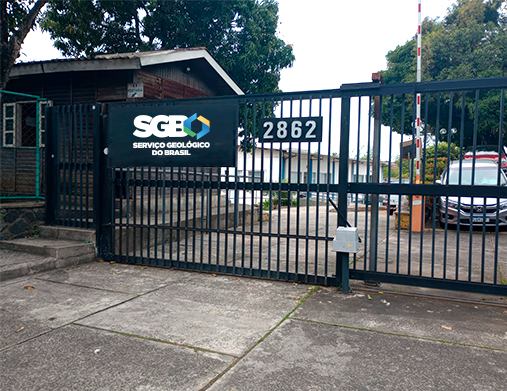 SGB
SERVIÇO GEOLÓGICO
DO BRASIL
2862